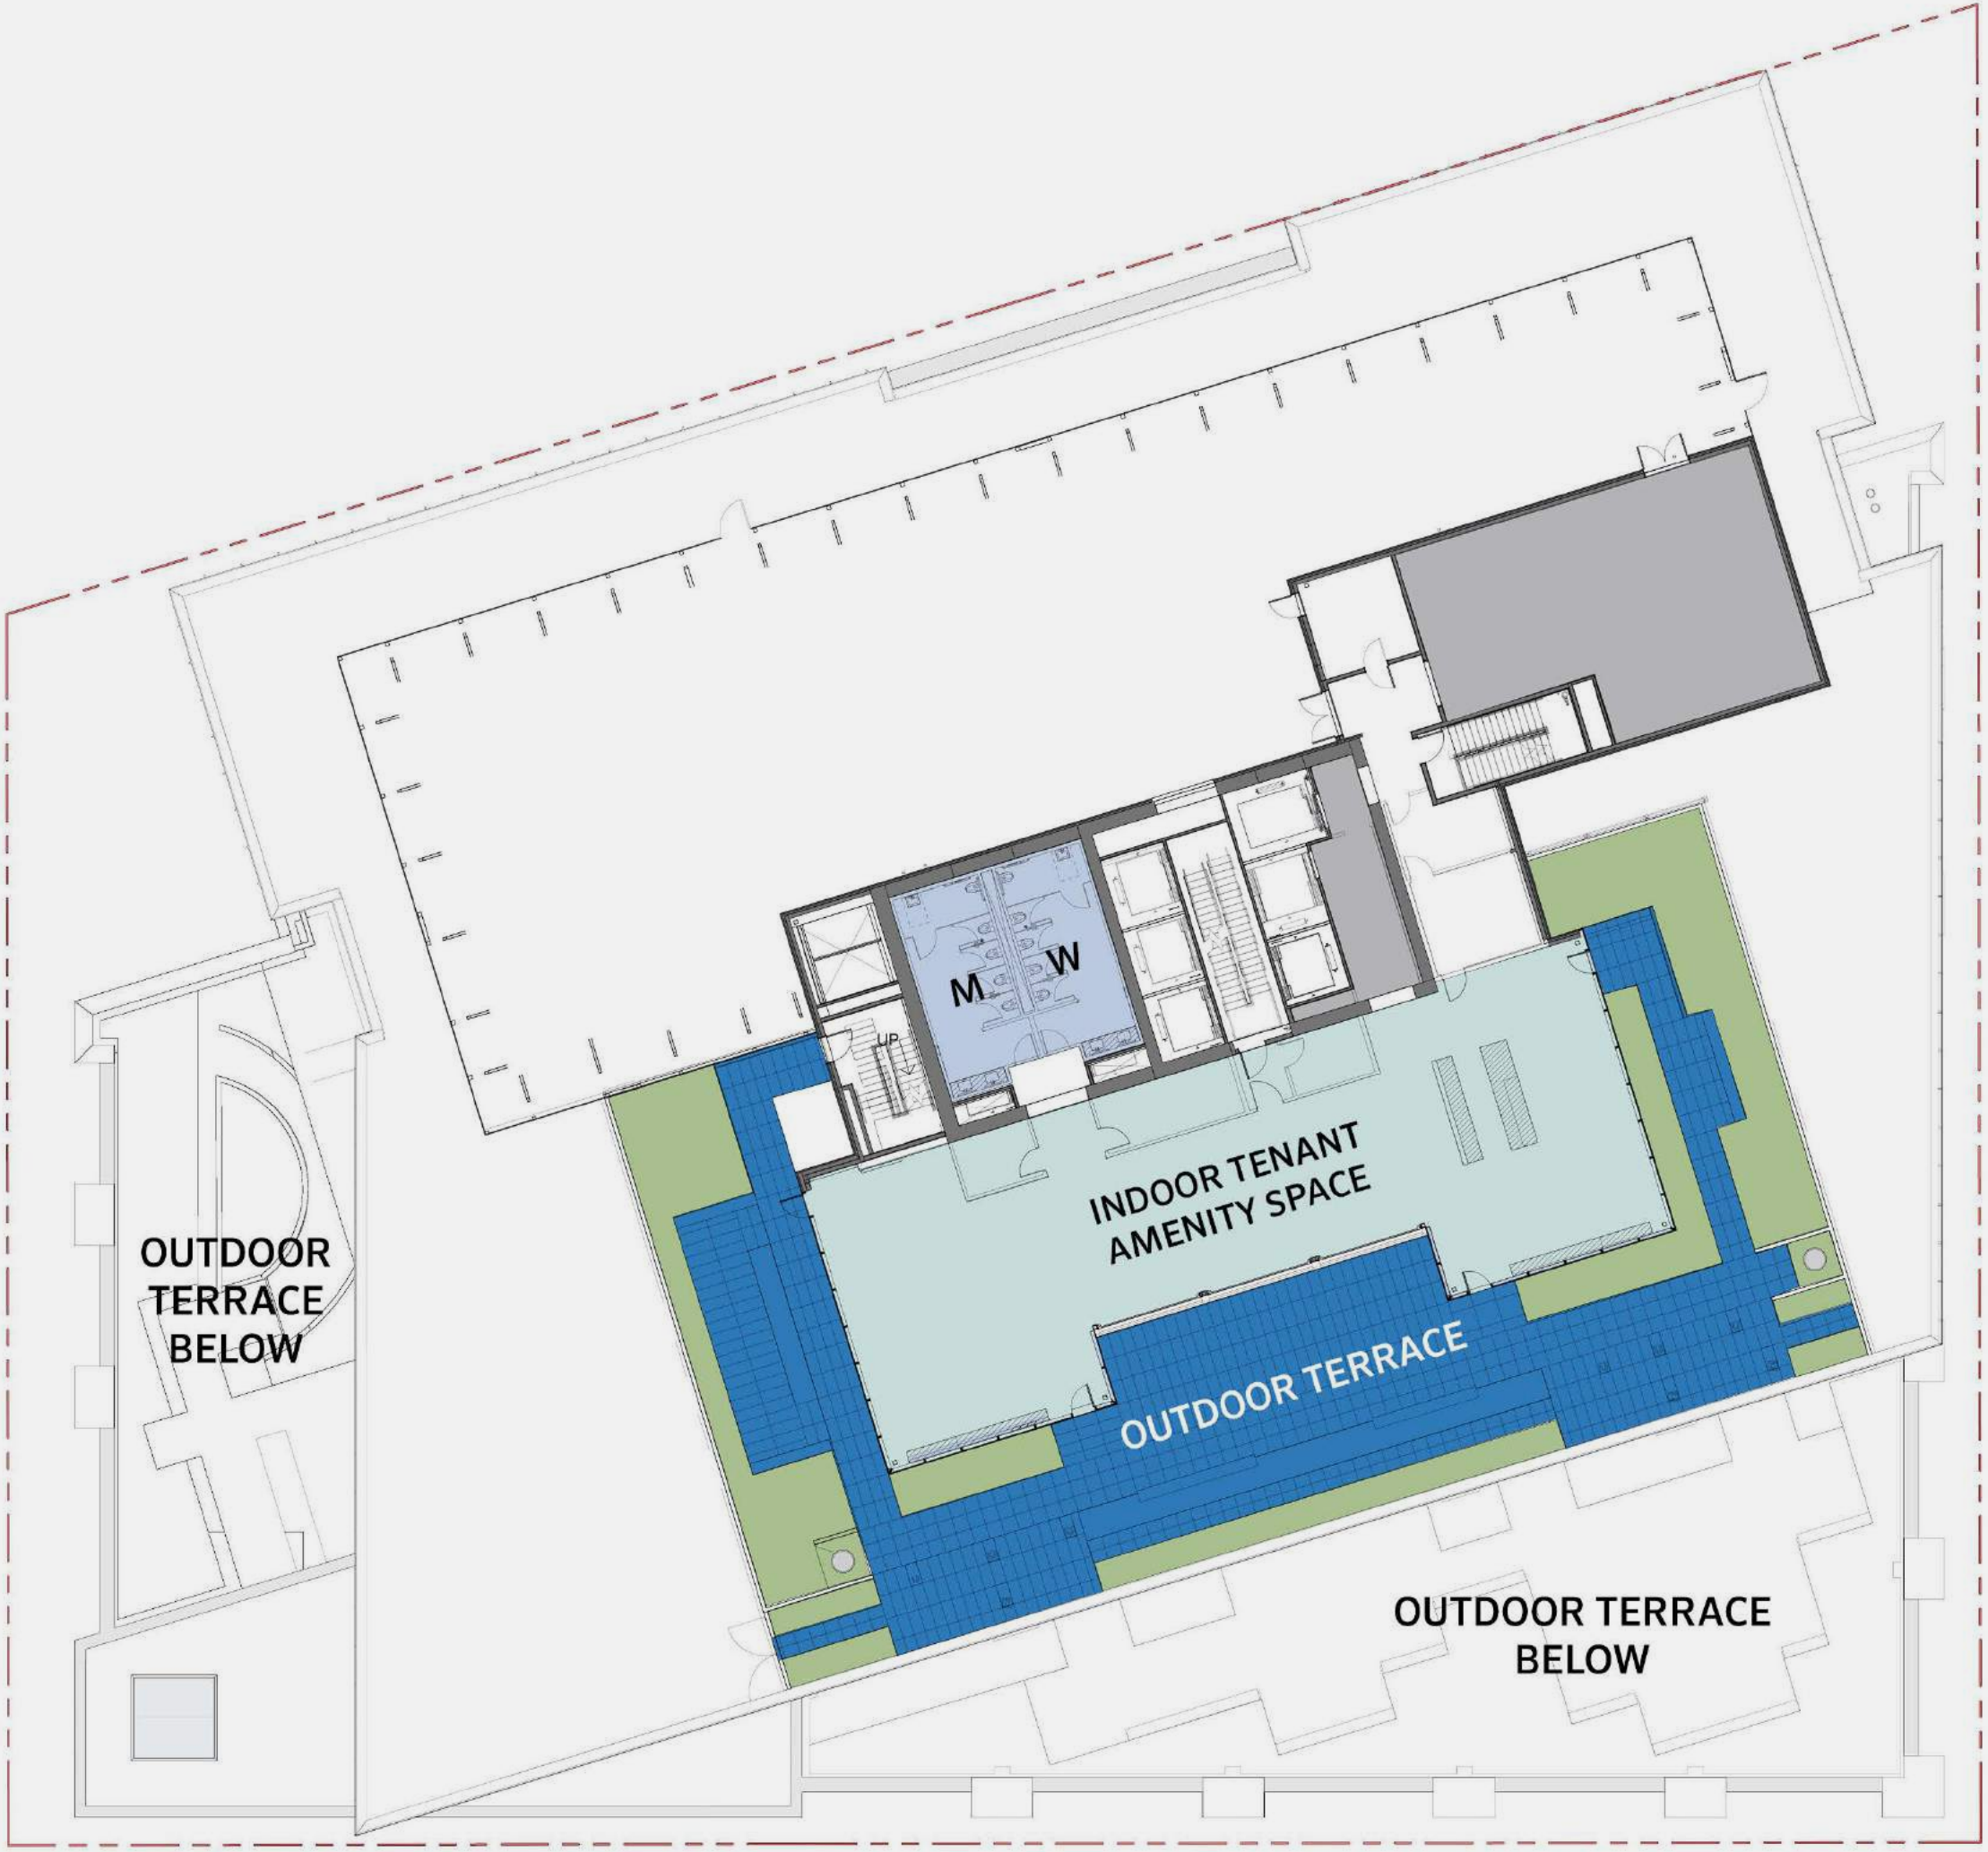 UP
M
W
INDOOR TENANT
AMENITY SPACE
OUTDOOR
TERRACE
BELOW
OUTDOOR TERRACE
OUTDOOR TERRACE
BELOW